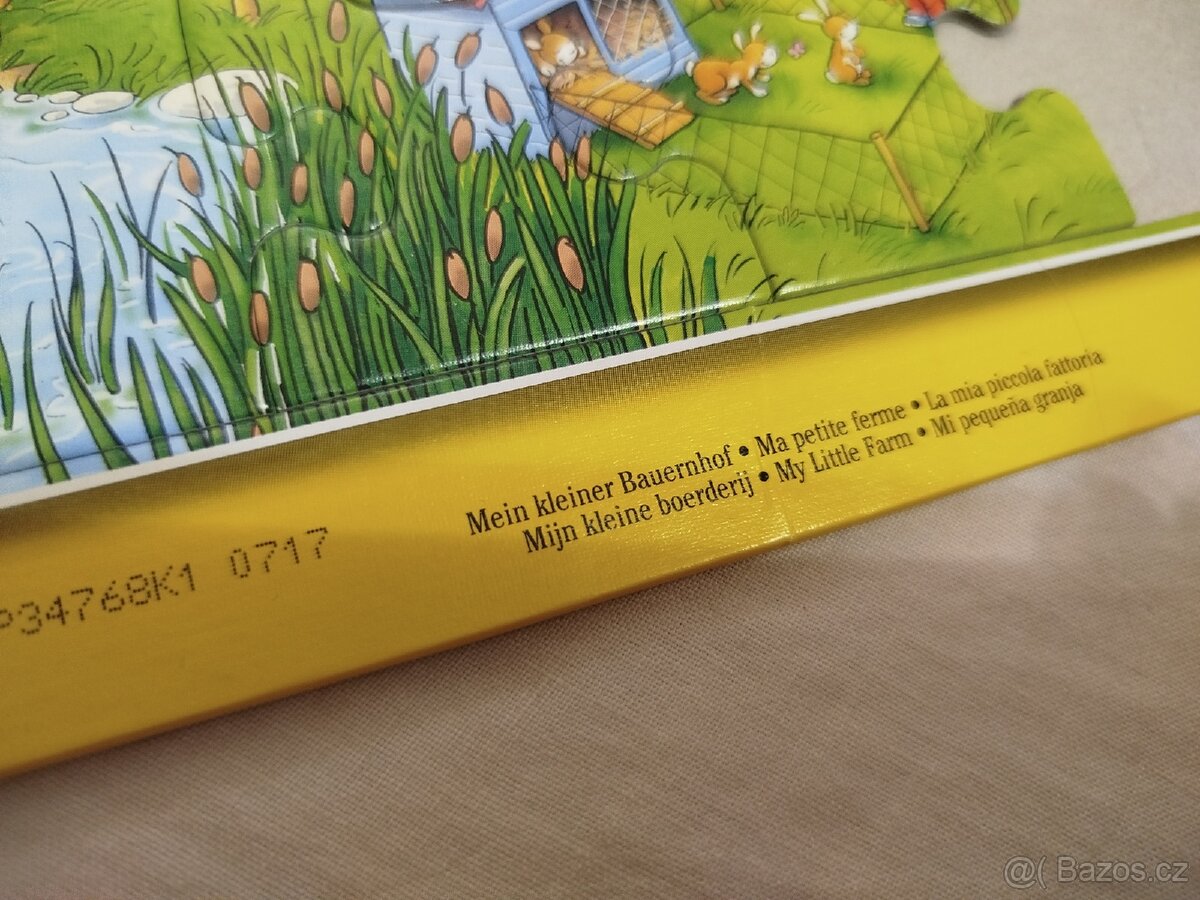 Mein kleiner Bauernhof • Ma petite ferme • La mia piccola fattoria
Mijn kleine boerderij • My Little Farm • Mi pequeña granja
P34768K1 0717
@( Bazos.cz